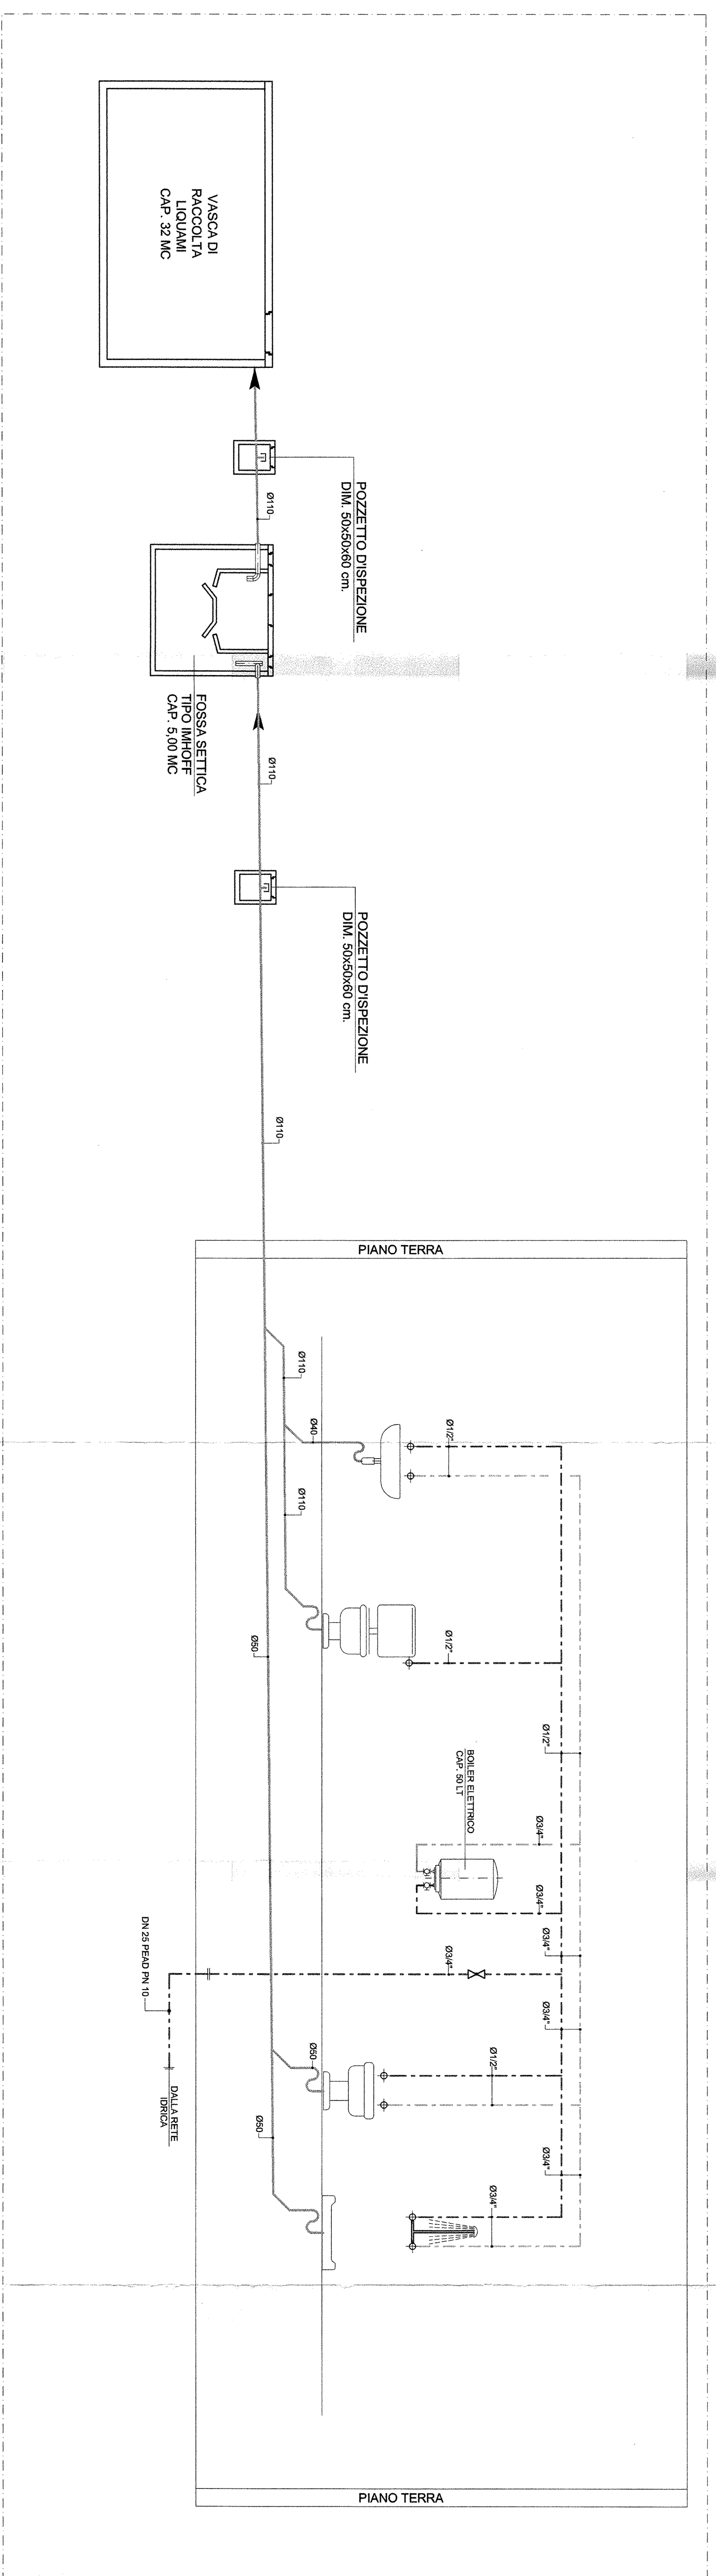 VASCA DI
RACCOLTA
LIQUAMI
CAP. 32 MC
POZZETTO D'ISPEZIONE
DIM. 50x50x60 cm.
Ø110
FOSSA SETTICA
TIPO IMHOFF
CAP. 5,00 MC
Ø110
POZZETTO D'ISPEZIONE
DIM. 50x50x60 cm.
Ø110
PIANO TERRA
Ø110
Ø40
Ø1/2"
Ø110
Ø50
Ø1/2"
Ø1/2"
BOILER ELETTRICO
CAP. 50 LT
Ø3/4"
Ø3/4"
Ø3/4"
Ø3/4"
DN 25 PEAD PN 10
Ø3/4"
DALLA RETE
IDRICA
Ø50
Ø1/2"
Ø50
Ø3/4"
Ø3/4"
PIANO TERRA